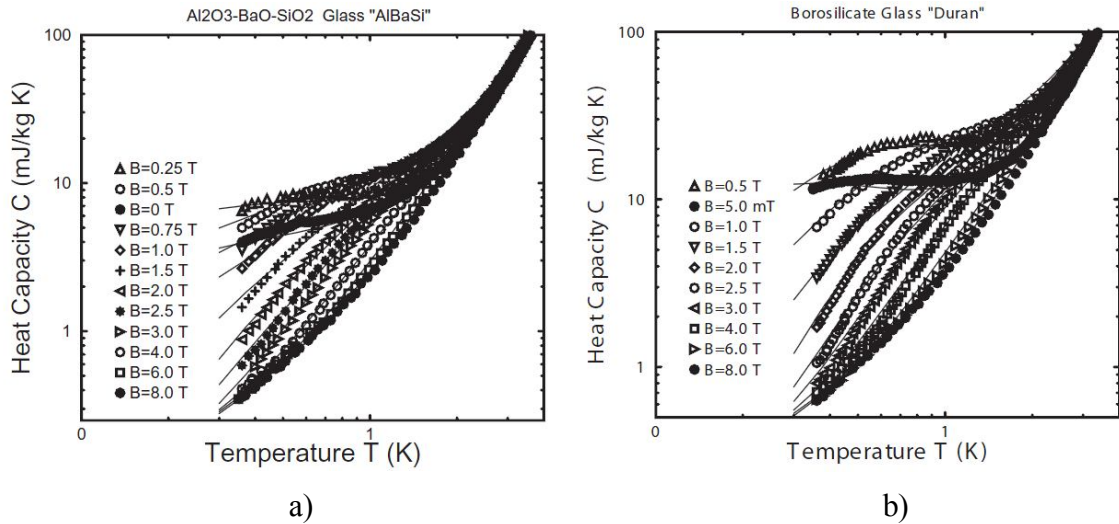 Al2O3-BaO-SiO2 Glass "AlBaSi"
Heat Capacity C (mJ/kg K)
100
10
1
B=0.25 T
B=0.5 T
B=0 T
B=0.75 T
B=1.0 T
B=1.5 T
B=2.0 T
B=2.5 T
B=3.0 T
B=4.0 T
B=6.0 T
B=8.0 T
0
1
Temperature T (K)
a)
Borosilicate Glass "Duran"
Heat Capacity C (mJ/kg K)
100
10
1
B=0.5 T
B=5.0 mT
B=1.0 T
B=1.5 T
B=2.0 T
B=2.5 T
B=3.0 T
B=4.0 T
B=6.0 T
B=8.0 T
0
1
Temperature T (K)
b)